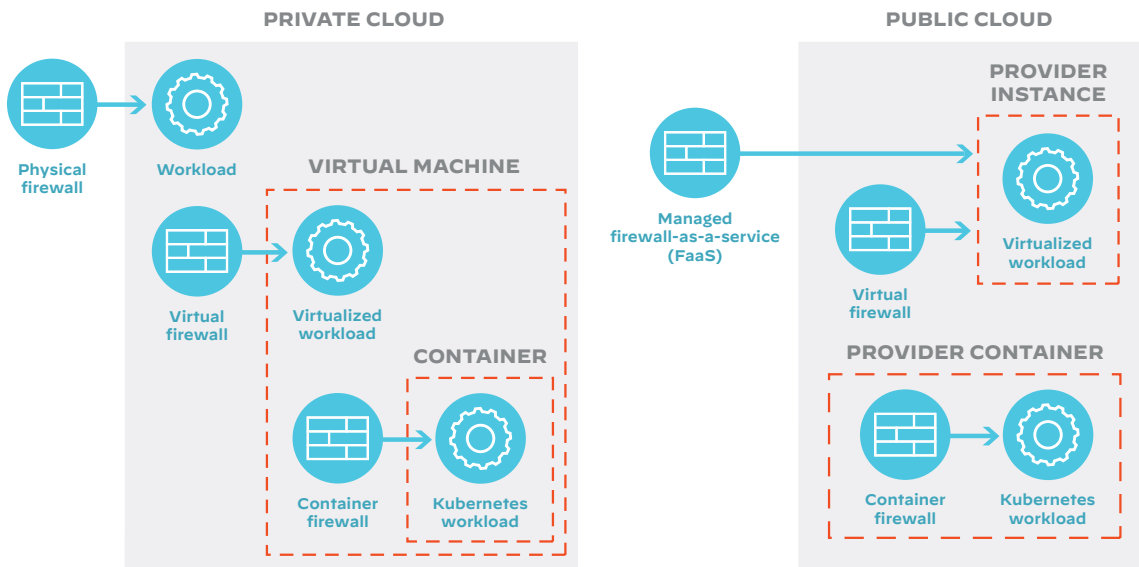 PRIVATE CLOUD
Physical
firewall
Workload
VIRTUAL MACHINE
Virtual
firewall
Virtualized
workload
CONTAINER
Container
firewall
Kubernetes
workload
PUBLIC CLOUD
PROVIDER
INSTANCE
Managed
firewall-as-a-service
(FaaS)
Virtualized
workload
Virtual
firewall
PROVIDER CONTAINER
Container
firewall
Kubernetes
workload